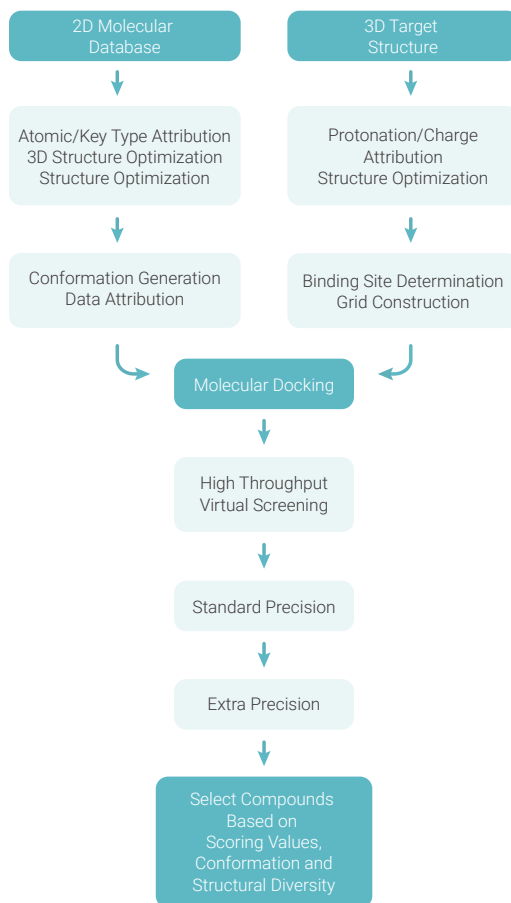 2D Molecular
Database
3D Target
Structure
Atomic/Key Type Attribution
3D Structure Optimization
Structure Optimization
Protonation/Charge
Attribution
Structure Optimization
Conformation Generation
Data Attribution
Binding Site Determination
Grid Construction
Molecular Docking
High Throughput
Virtual Screening
Standard Precision
Extra Precision
Select Compounds
Based on
Scoring Values,
Conformation and
Structural Diversity